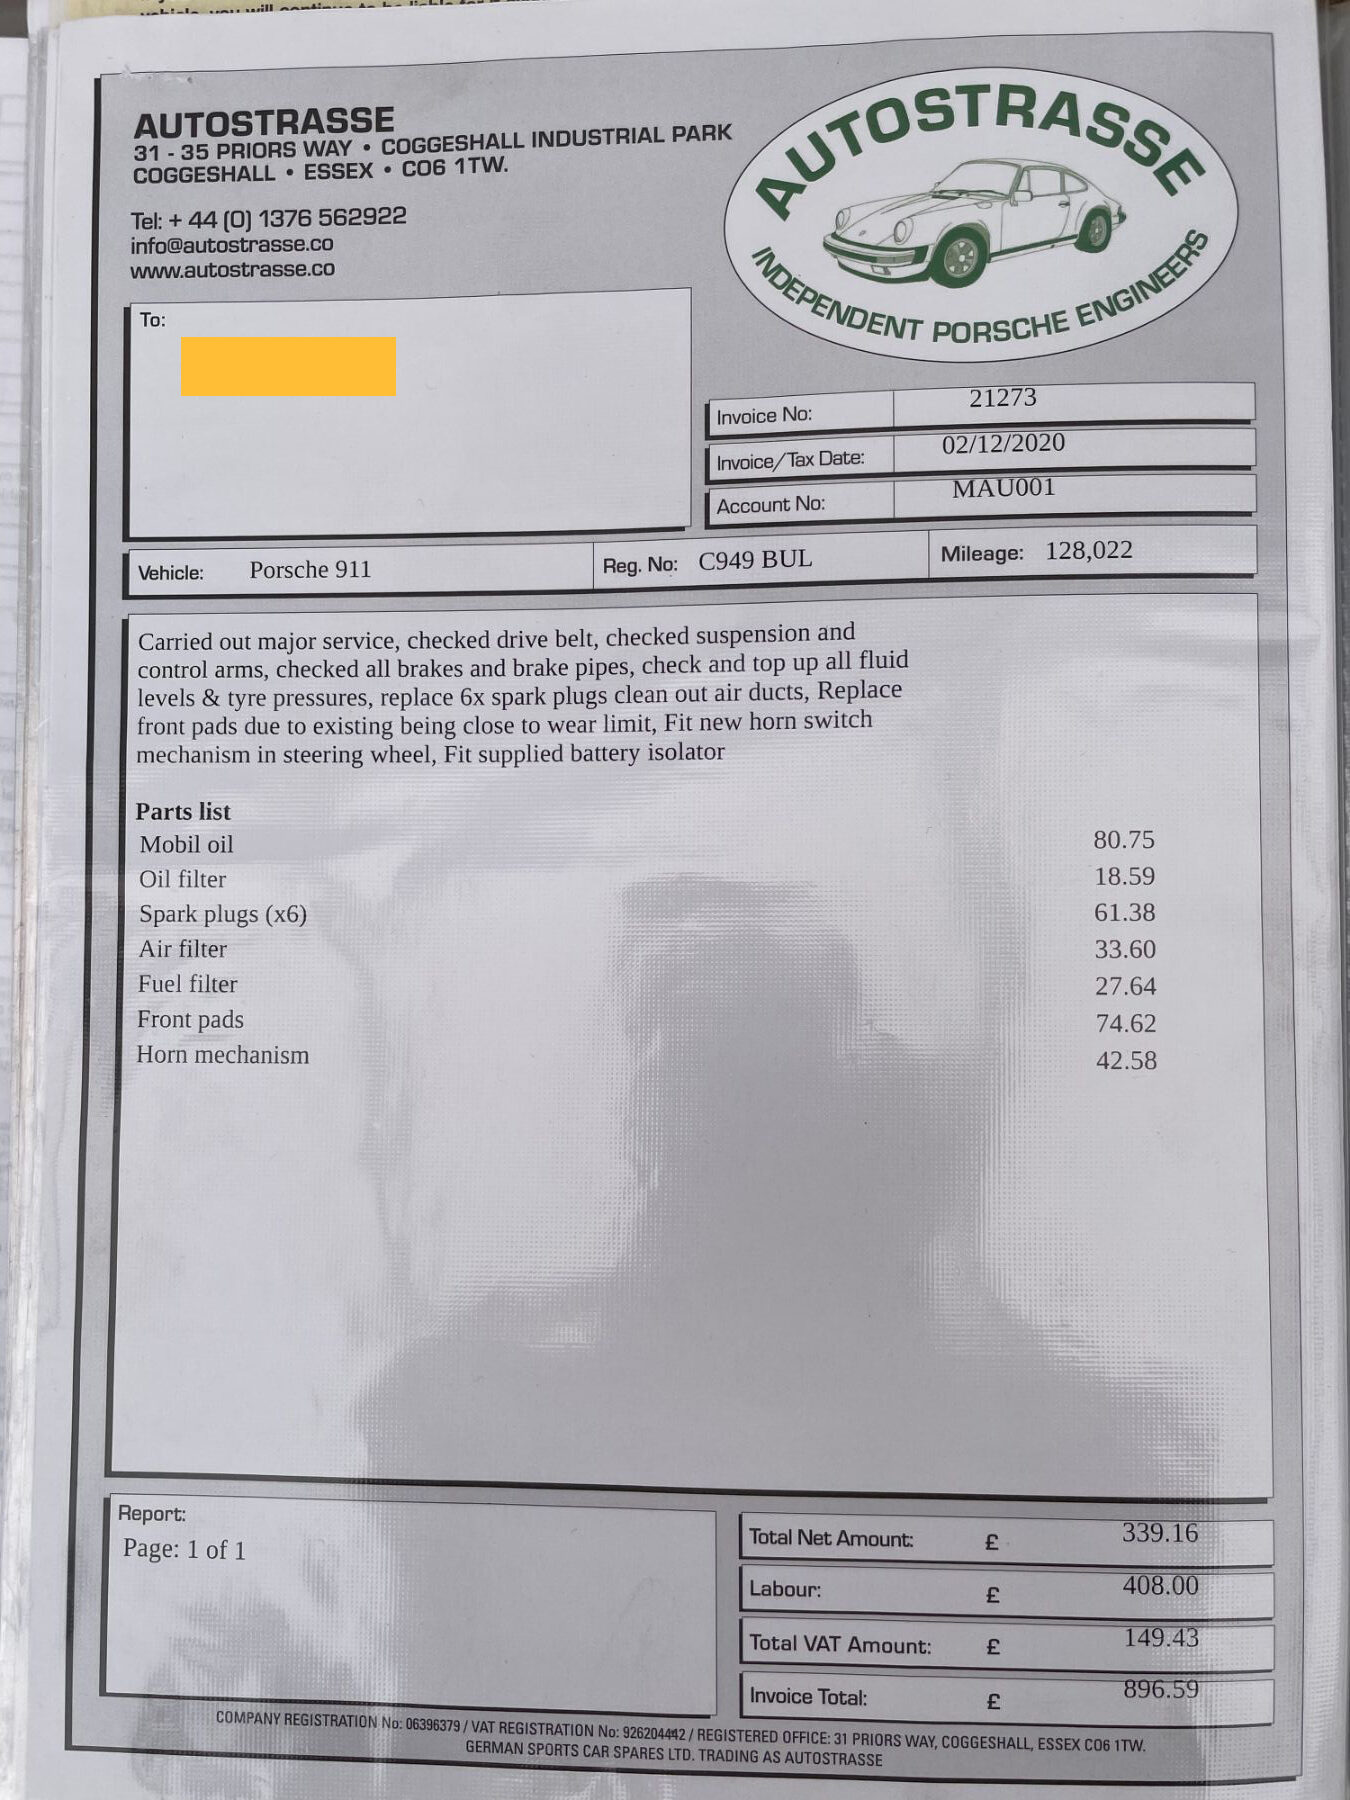 AUTOSTRASSE
31 - 35 PRIORS WAY • COGGESHALL INDUSTRIAL PARK
COGGESHALL • ESSEX • CO6 1TW.
Tel: + 44 (0) 1376 562922
info@autostrasse.co
www.autostrasse.co
AUTOSTRASSE
INDEPENDENT PORSCHE ENGINEERS
To:
Invoice No: 21273
Invoice/Tax Date: 02/12/2020
Account No: MAU001
Vehicle: Porsche 911 Reg. No: C949 BUL Mileage: 128,022
Carried out major service, checked drive belt, checked suspension and
control arms, checked all brakes and brake pipes, check and top up all fluid
levels & tyre pressures, replace 6x spark plugs clean out air ducts, Replace
front pads due to existing being close to wear limit, Fit new horn switch
mechanism in steering wheel, Fit supplied battery isolator
Parts list
Mobil oil 80.75
Oil filter 18.59
Spark plugs (x6) 61.38
Air filter 33.60
Fuel filter 27.64
Front pads 74.62
Horn mechanism 42.58
Report:
Page: 1 of 1
Total Net Amount: £ 339.16
Labour: £ 408.00
Total VAT Amount: £ 149.43
Invoice Total: £ 896.59
COMPANY REGISTRATION No: 06396379 / VAT REGISTRATION No: 926204442 / REGISTERED OFFICE: 31 PRIORS WAY, COGGESHALL, ESSEX CO6 1TW.
GERMAN SPORTS CAR SPARES LTD. TRADING AS AUTOSTRASSE